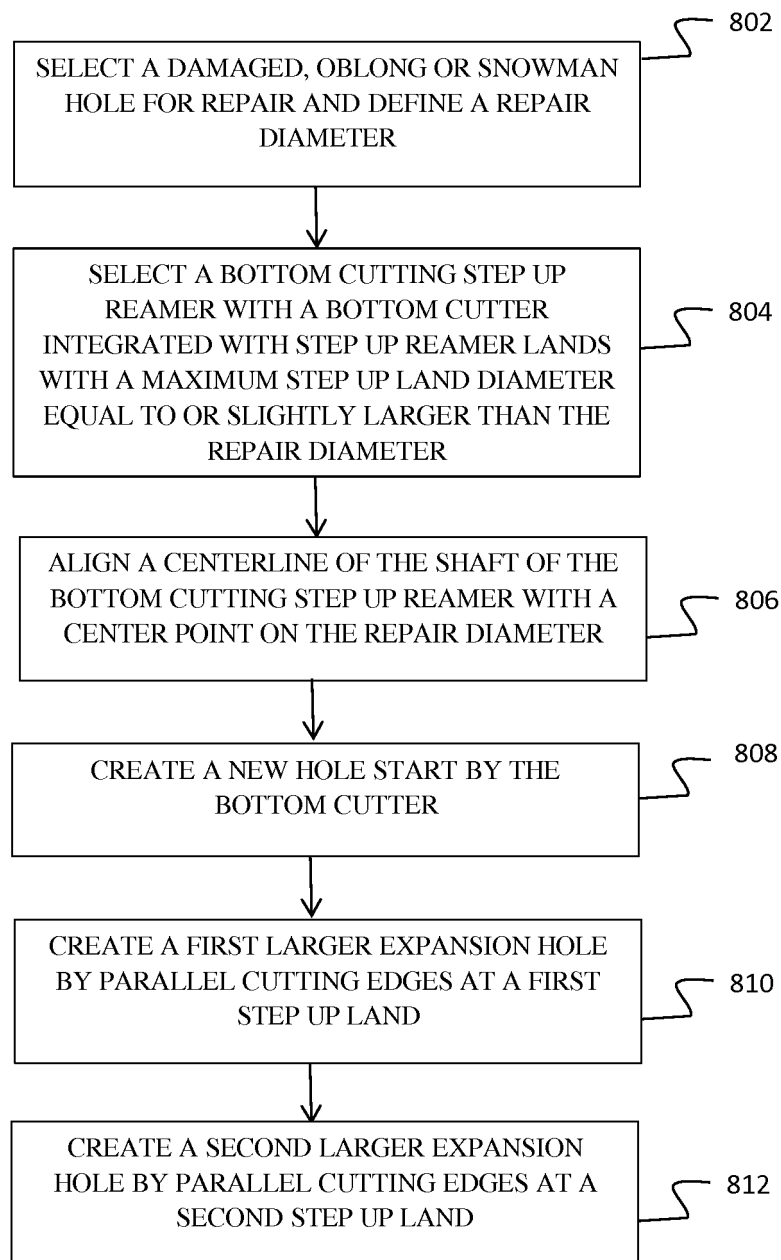 802
SELECT A DAMAGED, OBLONG OR SNOWMAN
HOLE FOR REPAIR AND DEFINE A REPAIR
DIAMETER
SELECT A BOTTOM CUTTING STEP UP
REAMER WITH A BOTTOM CUTTER
INTEGRATED WITH STEP UP REAMER LANDS
WITH A MAXIMUM STEP UP LAND DIAMETER
EQUAL TO OR SLIGHTLY LARGER THAN THE
REPAIR DIAMETER
804
ALIGN A CENTERLINE OF THE SHAFT OF THE
BOTTOM CUTTING STEP UP REAMER WITH A
CENTER POINT ON THE REPAIR DIAMETER
806
CREATE A NEW HOLE START BY THE
BOTTOM CUTTER
808
CREATE A FIRST LARGER EXPANSION HOLE
BY PARALLEL CUTTING EDGES AT A FIRST
STEP UP LAND
810
CREATE A SECOND LARGER EXPANSION
HOLE BY PARALLEL CUTTING EDGES AT A
SECOND STEP UP LAND
812